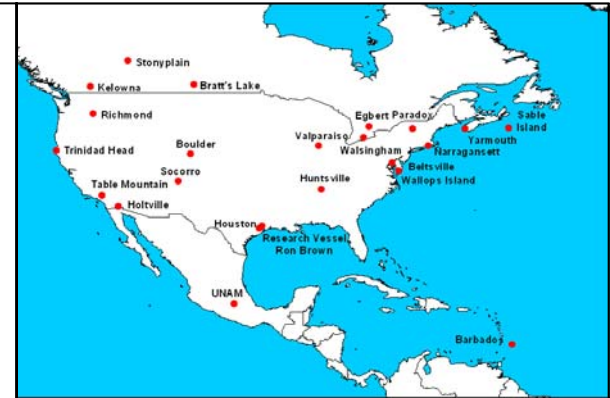 Stonyplain
Kelowna
Bratt's Lake
Richmond
Egbert Paradox
Sable
Island
Yarmouth
Valparaiso
Trinidad Head
Boulder
Walsingham
Narragansett
Beltsville
Wallops Island
Socorro
Table Mountain
Huntsville
Holtville
Houston
Research Vessel
Ron Brown
UNAM
Barbados